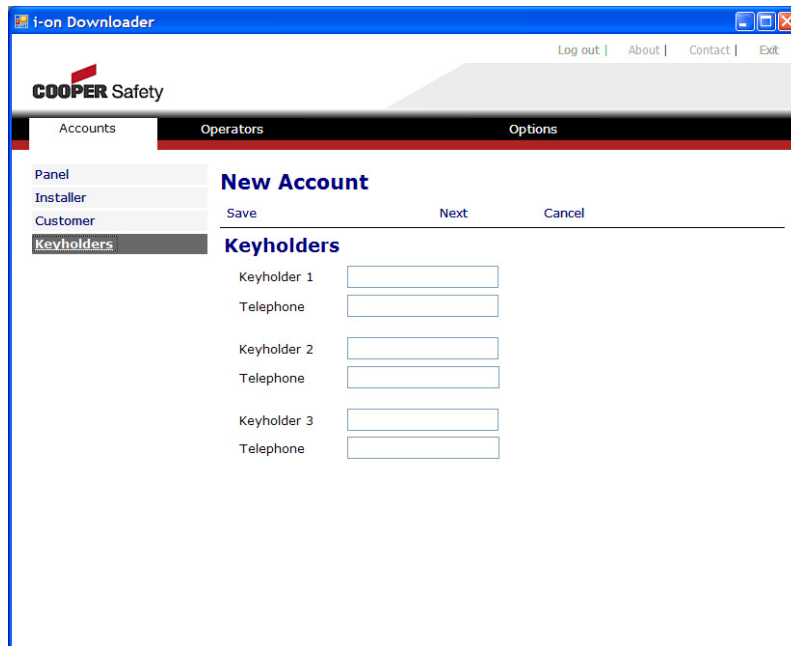 i-on Downloader
Log out | About | Contact | Exit
COOPER Safety
Accounts Operators Options
Panel
Installer
Customer
Keyholders
New Account
Save Next Cancel
Keyholders
Keyholder 1
Telephone
Keyholder 2
Telephone
Keyholder 3
Telephone